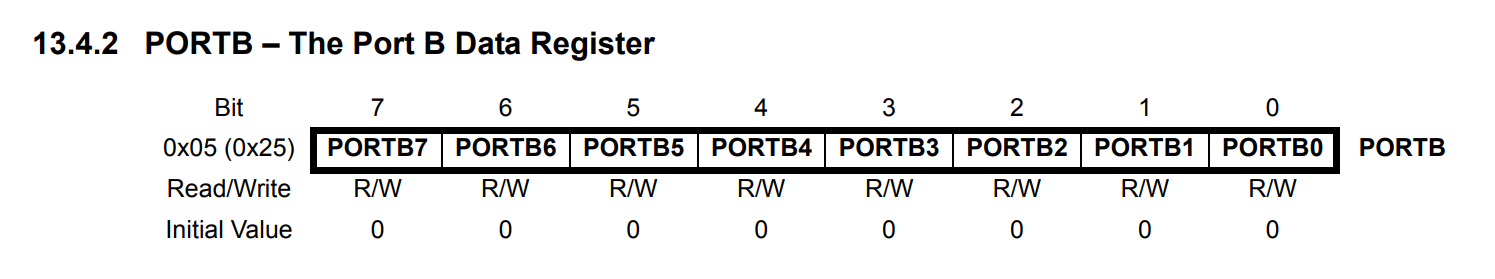 13.4.2 PORTB – The Port B Data Register
Bit 7 6 5 4 3 2 1 0
0x05 (0x25) PORTB7 PORTB6 PORTB5 PORTB4 PORTB3 PORTB2 PORTB1 PORTB0 PORTB
Read/Write R/W R/W R/W R/W R/W R/W R/W R/W
Initial Value 0 0 0 0 0 0 0 0